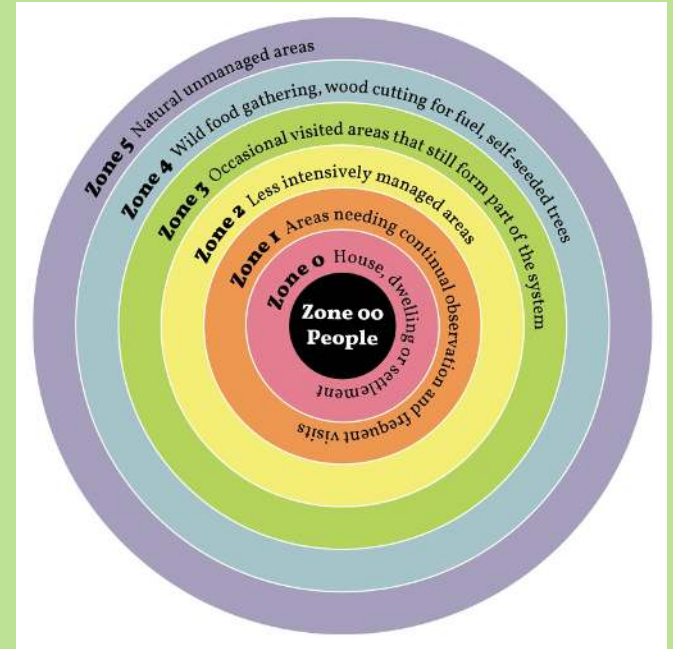 Zone 5 Natural unmanaged areas
Zone 4 Wild food gathering, wood cutting for fuel, self-seeded trees
Zone 3 Occasional visited areas that still form part of the system
Zone 2 Less intensively managed areas
Zone 1 Areas needing continual observation and frequent visits
Zone 0 House, dwelling or settlement
Zone 00
People